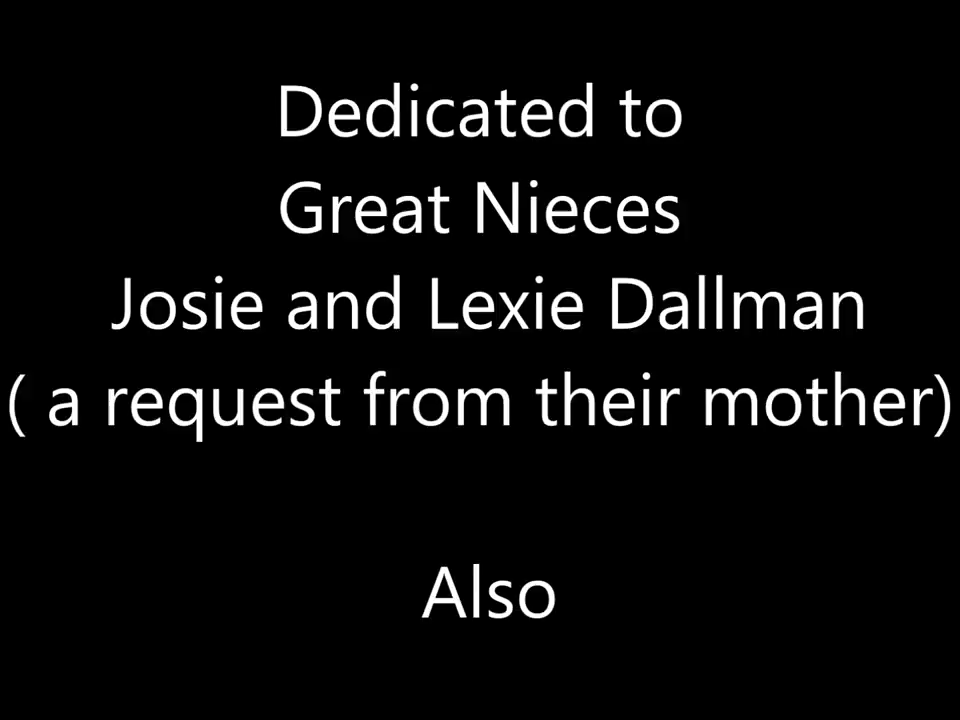 Dedicated to
Great Nieces
Josie and Lexie Dallman
( a request from their mother)
Also